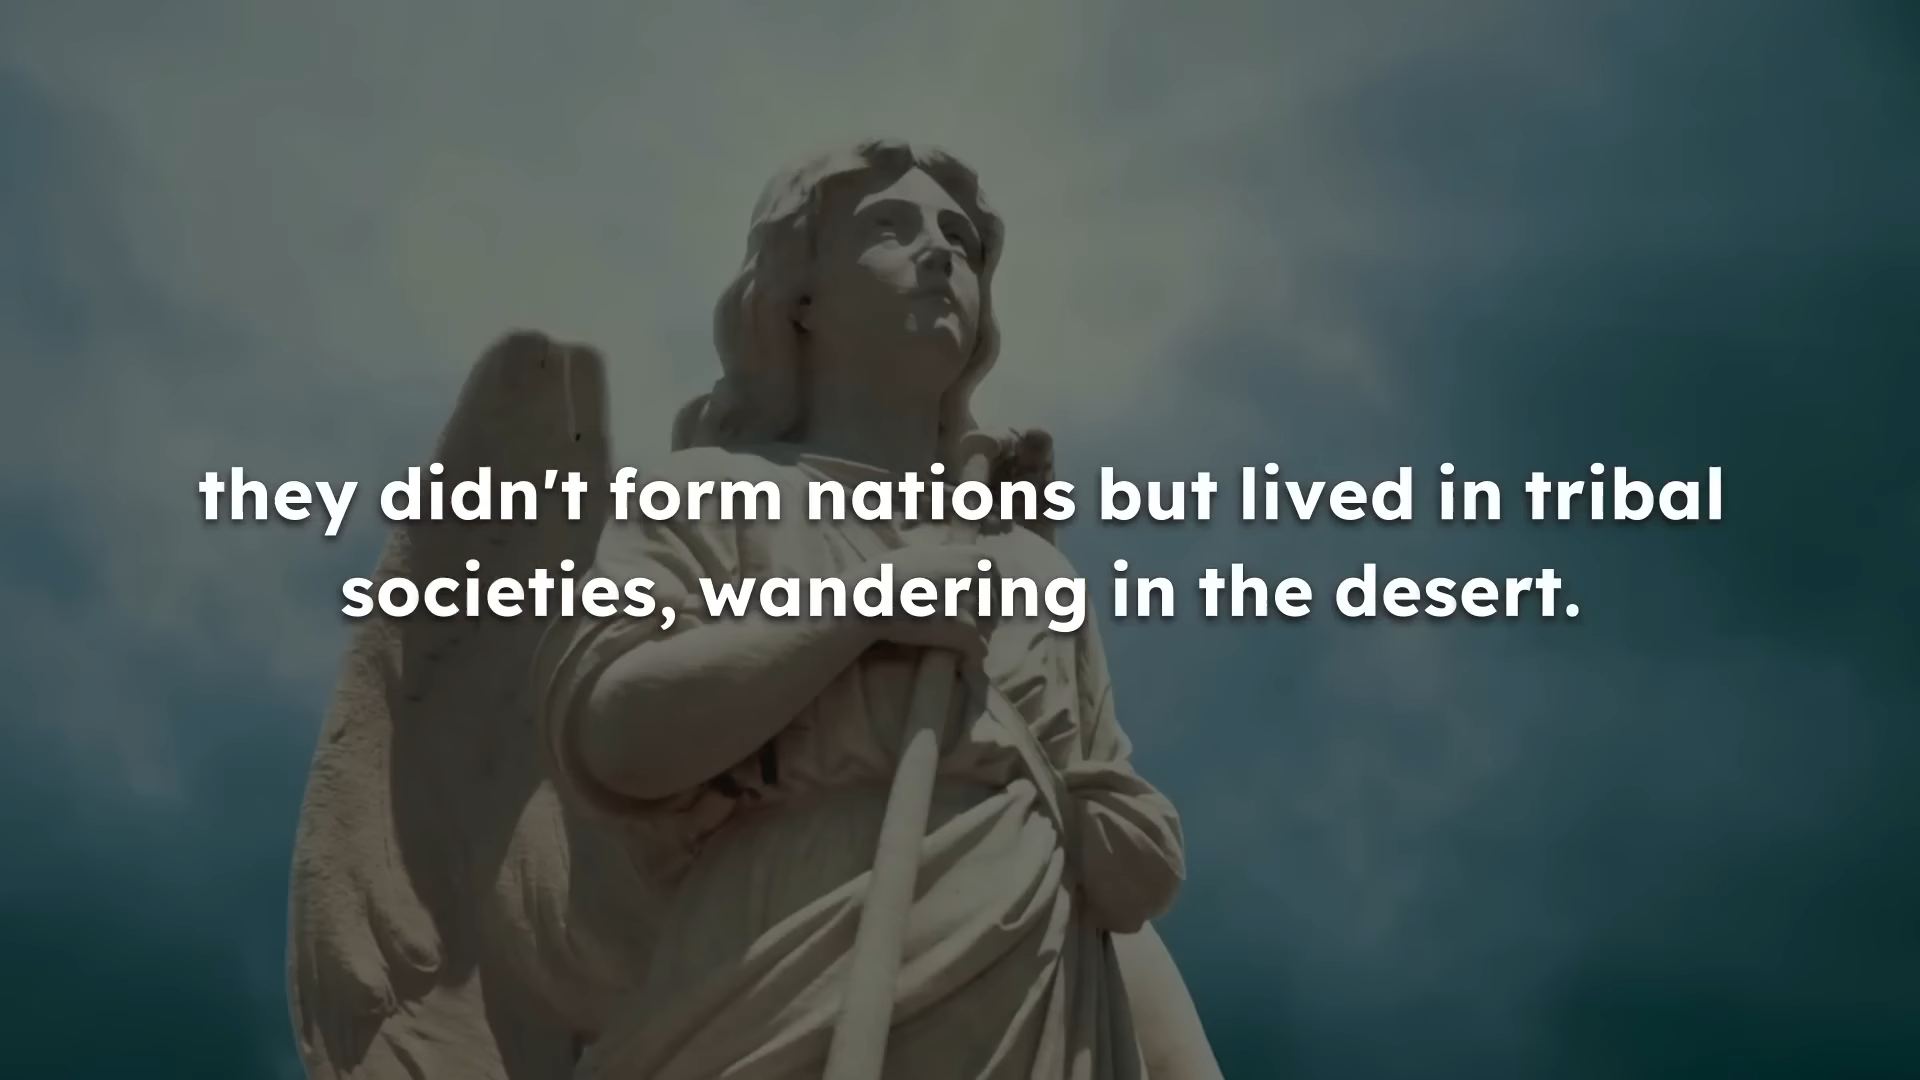 they didn't form nations but lived in tribal
societies, wandering in the desert.